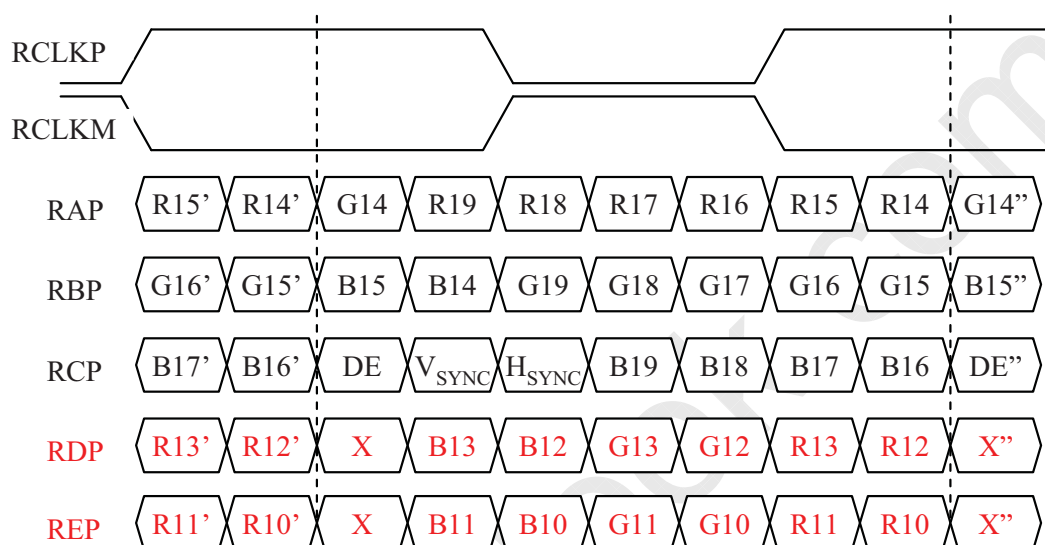 RCLKP
RCLKM
RAP R15’ R14’ G14 R19 R18 R17 R16 R15 R14 G14”
RBP G16’ G15’ B15 B14 G19 G18 G17 G16 G15 B15”
RCP B17’ B16’ DE VSYNC HSYNC B19 B18 B17 B16 DE”
RDP R13’ R12’ X B13 B12 G13 G12 R13 R12 X”
REP R11’ R10’ X B11 B10 G11 G10 R11 R10 X”